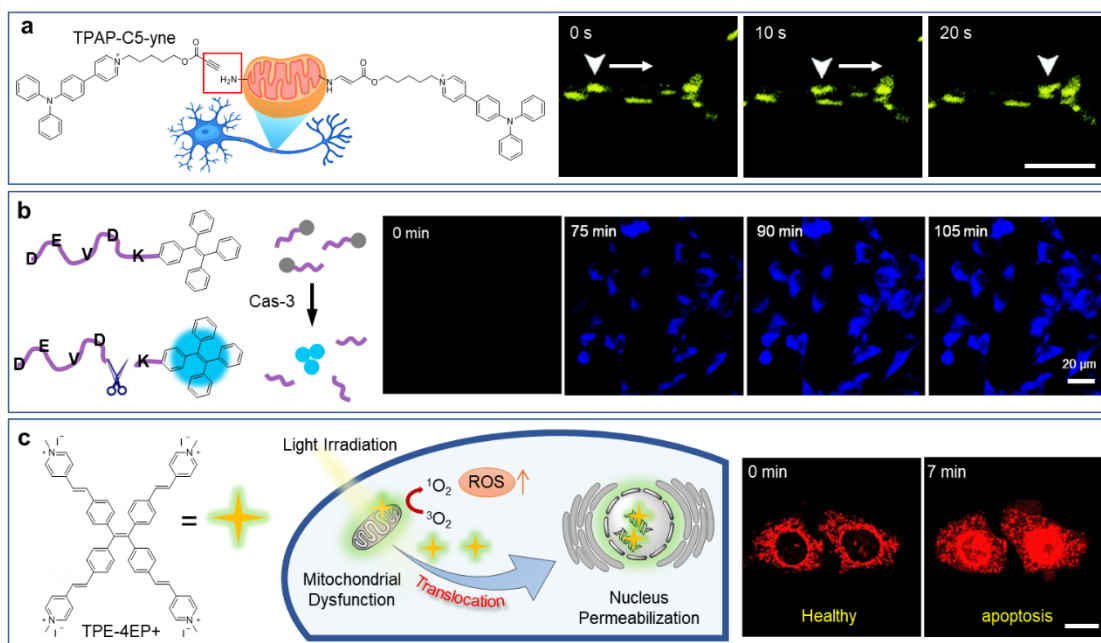 a
TPAP-C5-yne
N+
O
O
H2N
N
H
O
O
N+
N
N
0 s
10 s
20 s
b
D E V D K
Cas-3
D E V D K
0 min
75 min
90 min
105 min
20 µm
c
I- N+
I- N+
N+ I-
N+ I-
TPE-4EP+
=
Light Irradiation
1O2
3O2
ROS
Mitochondrial
Dysfunction
Translocation
Nucleus
Permeabilization
0 min
7 min
Healthy
apoptosis